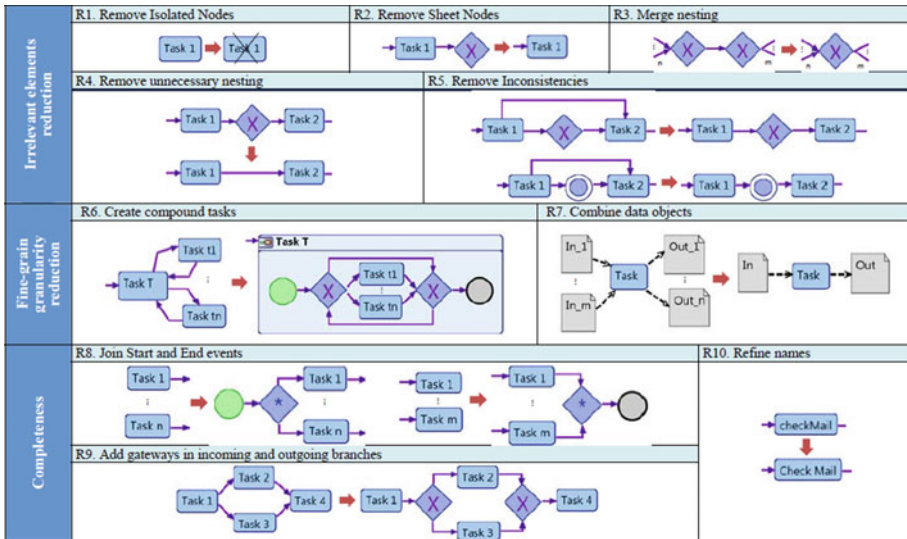 Irrelevant elements
reduction
R1. Remove Isolated Nodes
Task 1
Task 1
R2. Remove Sheet Nodes
Task 1
X
Task 1
R3. Merge nesting
X
X
X
n
m
n
m
R4. Remove unnecessary nesting
Task 1
X
Task 2
Task 1
Task 2
R5. Remove Inconsistencies
Task 1
X
Task 2
Task 1
X
Task 2
Task 1
Task 2
Task 1
Task 2
Fine-grain
granularity
reduction
R6. Create compound tasks
Task T
Task t1
Task tn
Task T
X
Task t1
Task tn
X
R7. Combine data objects
In_1
In_m
Task
Out_1
Out_n
In
Task
Out
Completeness
R8. Join Start and End events
Task 1
Task n
*
Task 1
Task n
Task 1
Task m
Task 1
Task m
*
R9. Add gateways in incoming and outgoing branches
Task 1
Task 2
Task 3
Task 4
Task 1
X
Task 2
Task 3
X
Task 4
R10. Refine names
checkMail
Check Mail